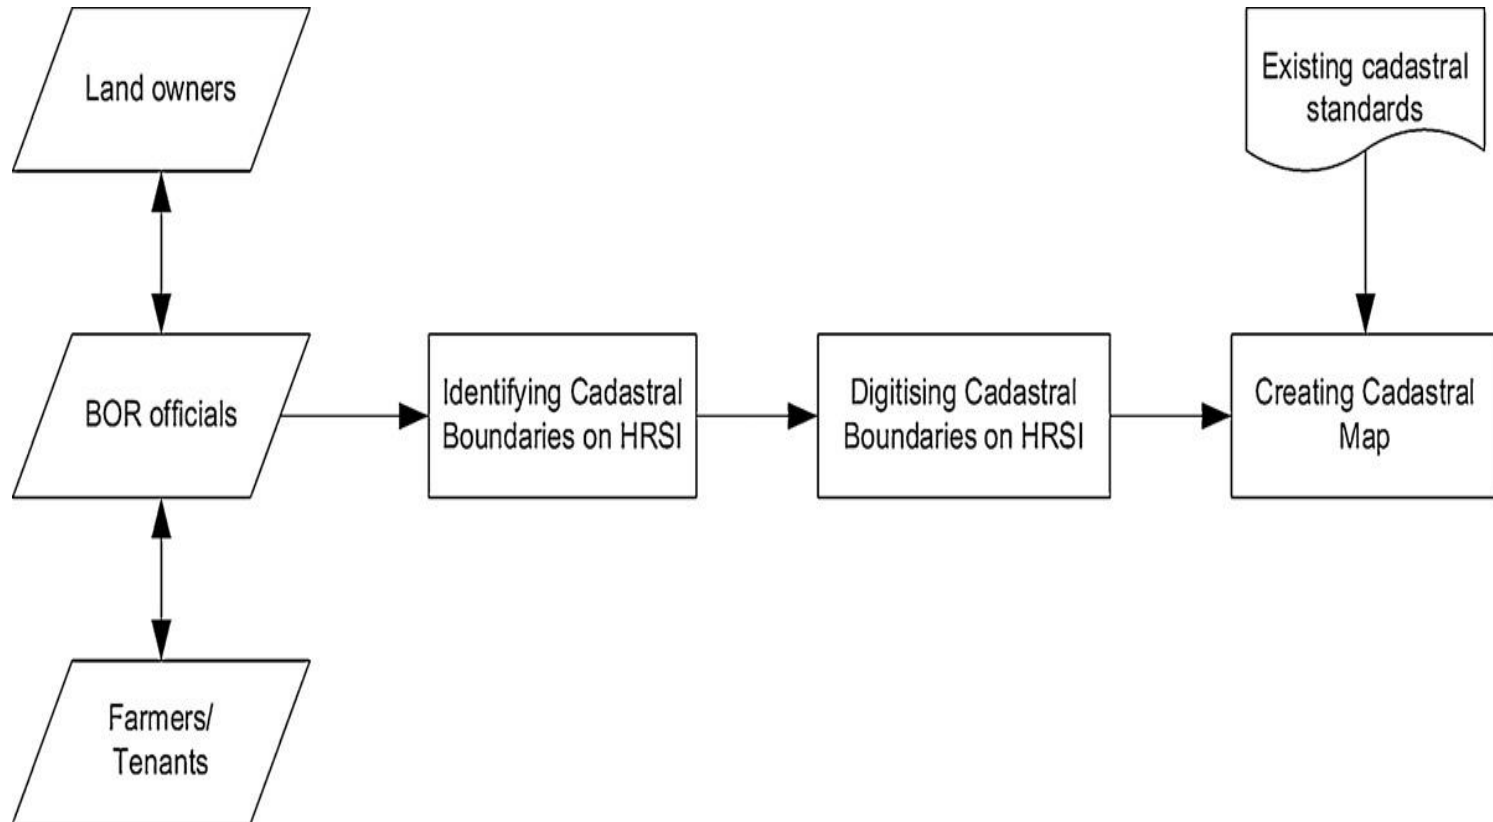 Land owners
Existing cadastral
standards
BOR officials
Identifying Cadastral
Boundaries on HRSI
Digitising Cadastral
Boundaries on HRSI
Creating Cadastral
Map
Farmers/
Tenants